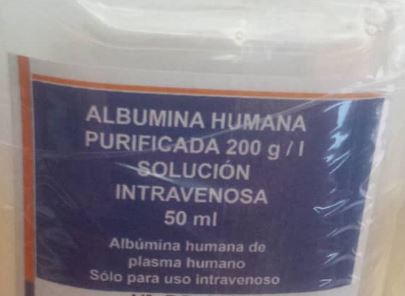 ALBUMINA HUMANA
PURIFICADA 200 g / l
SOLUCIÓN
INTRAVENOSA
50 ml
Albúmina humana de
plasma humano
Sólo para uso intravenoso